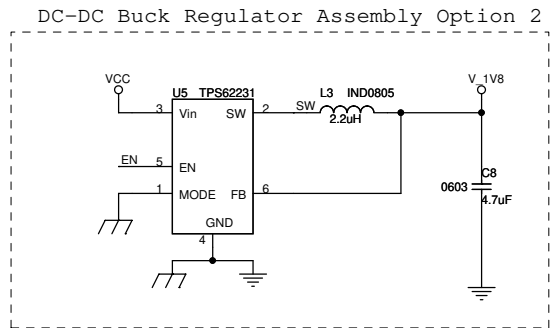 DC-DC Buck Regulator Assembly Option 2
VCC
V_1V8
U5 TPS62231
L3 IND0805
3 Vin SW 2 SW
2.2uH
EN 5 EN
C8
0603
4.7uF
1 MODE FB 6
GND
4